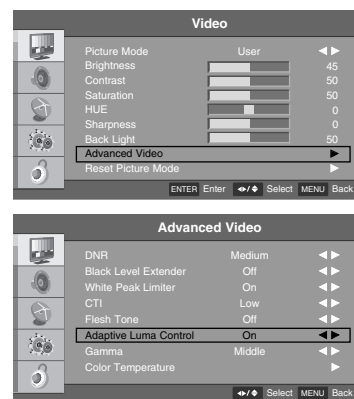 Video
Picture Mode User
Brightness 45
Contrast 50
Saturation 50
HUE 0
Sharpness 0
Back Light 50
Advanced Video
Reset Picture Mode
ENTER Enter Select MENU Back
Advanced Video
DNR Medium
Black Level Extender Off
White Peak Limiter On
CTI Low
Flesh Tone Off
Adaptive Luma Control On
Gamma Middle
Color Temperature
Select MENU Back